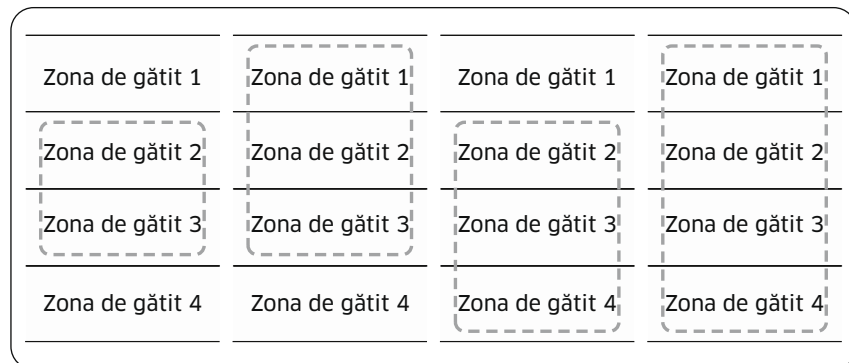 Zona de gătit 1 Zona de gătit 1 Zona de gătit 1 Zona de gătit 1
Zona de gătit 2 Zona de gătit 2 Zona de gătit 2 Zona de gătit 2
Zona de gătit 3 Zona de gătit 3 Zona de gătit 3 Zona de gătit 3
Zona de gătit 4 Zona de gătit 4 Zona de gătit 4 Zona de gătit 4